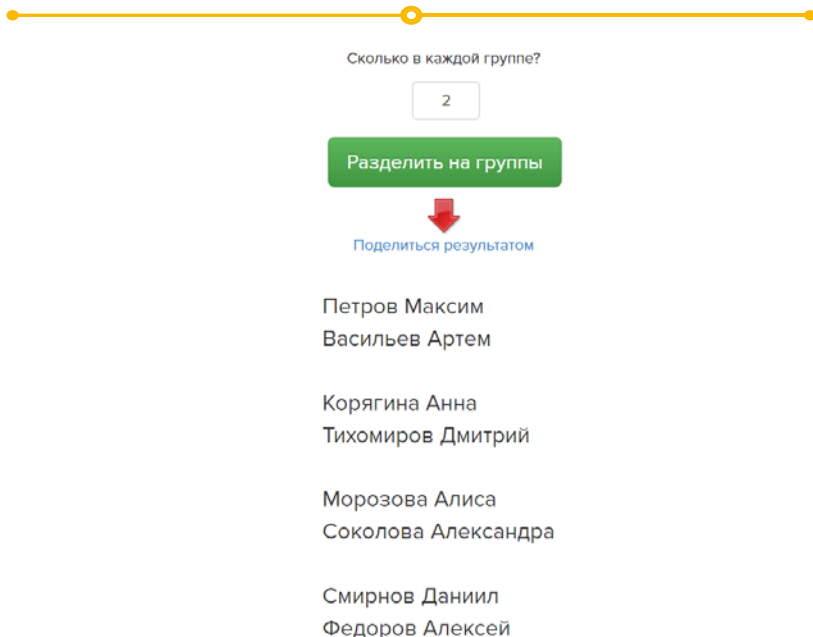 Сколько в каждой группе?
2
Разделить на группы
Поделиться результатом
Петров Максим
Васильев Артем
Корягина Анна
Тихомиров Дмитрий
Морозова Алиса
Соколова Александра
Смирнов Даниил
Федоров Алексей